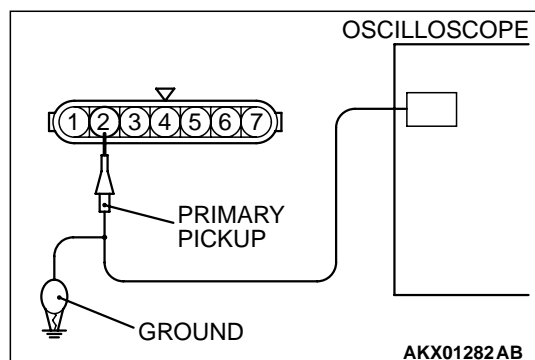 OSCILLOSCOPE
1 2 3 4 5 6 7
PRIMARY
PICKUP
GROUND
AKX01282AB